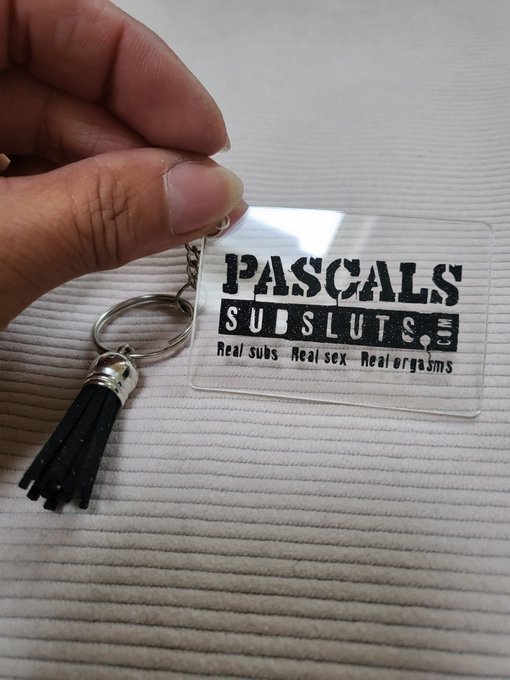 PASCALS
SUBSLUTS.COM
Real subs Real sex Real orgasms